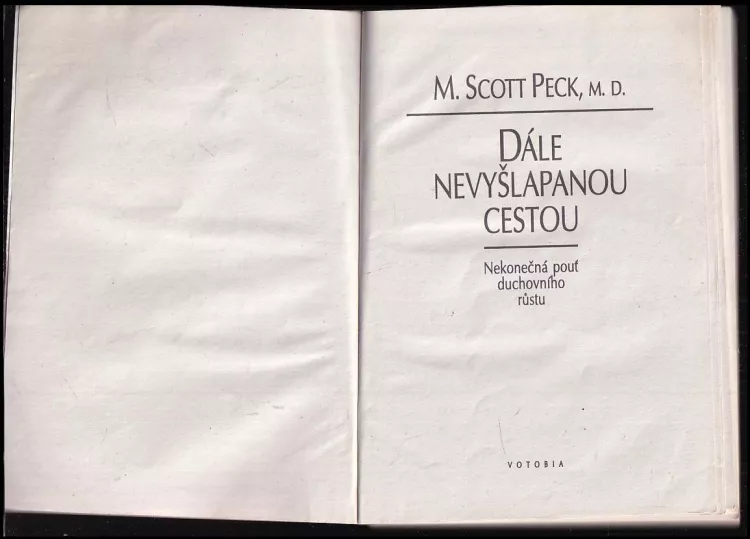 M. SCOTT PECK, M. D.
DÁLE
NEVYŠLAPANOU
CESTOU
Nekonečná pouť
duchovního
růstu
VOTOBIA